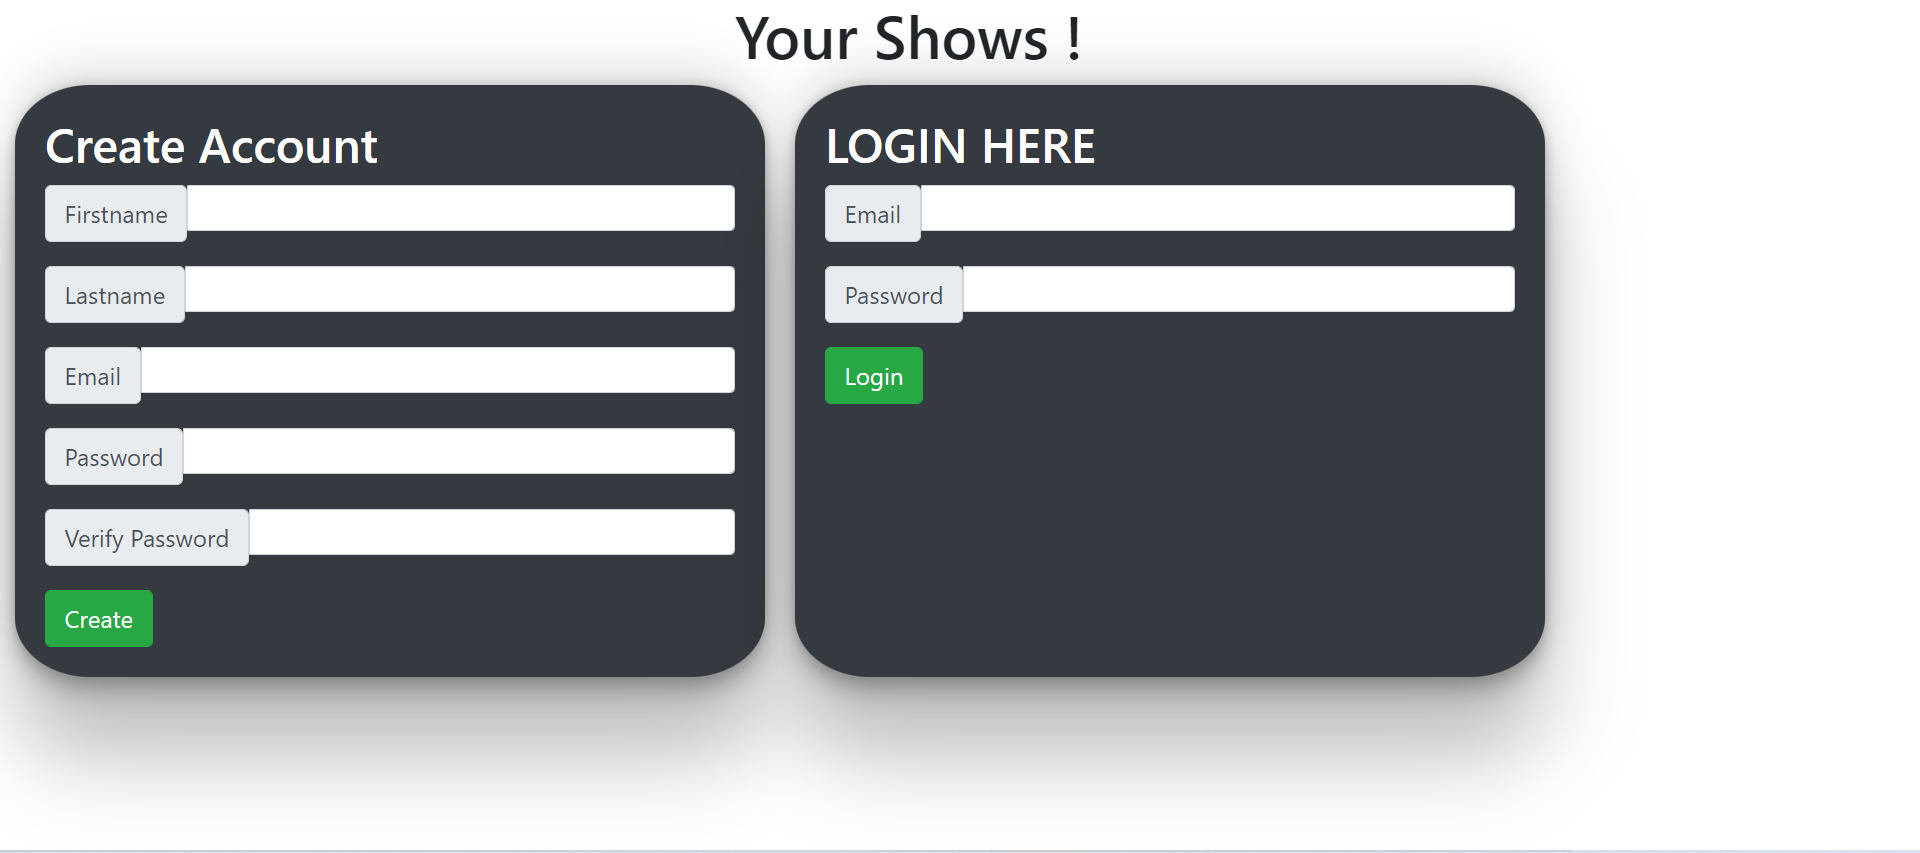 Your Shows !
Create Account
Firstname
Lastname
Email
Password
Verify Password
Create
LOGIN HERE
Email
Password
Login